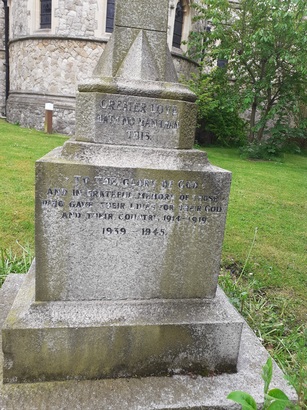 GREATER LOVE
HATH NO MAN THAN
THIS.
TO THE GLORY OF GOD
AND IN GRATEFUL MEMORY OF THOSE
WHO GAVE THEIR LIVES FOR THEIR GOD
AND THEIR COUNTRY 1914-1919.
1939-1945.